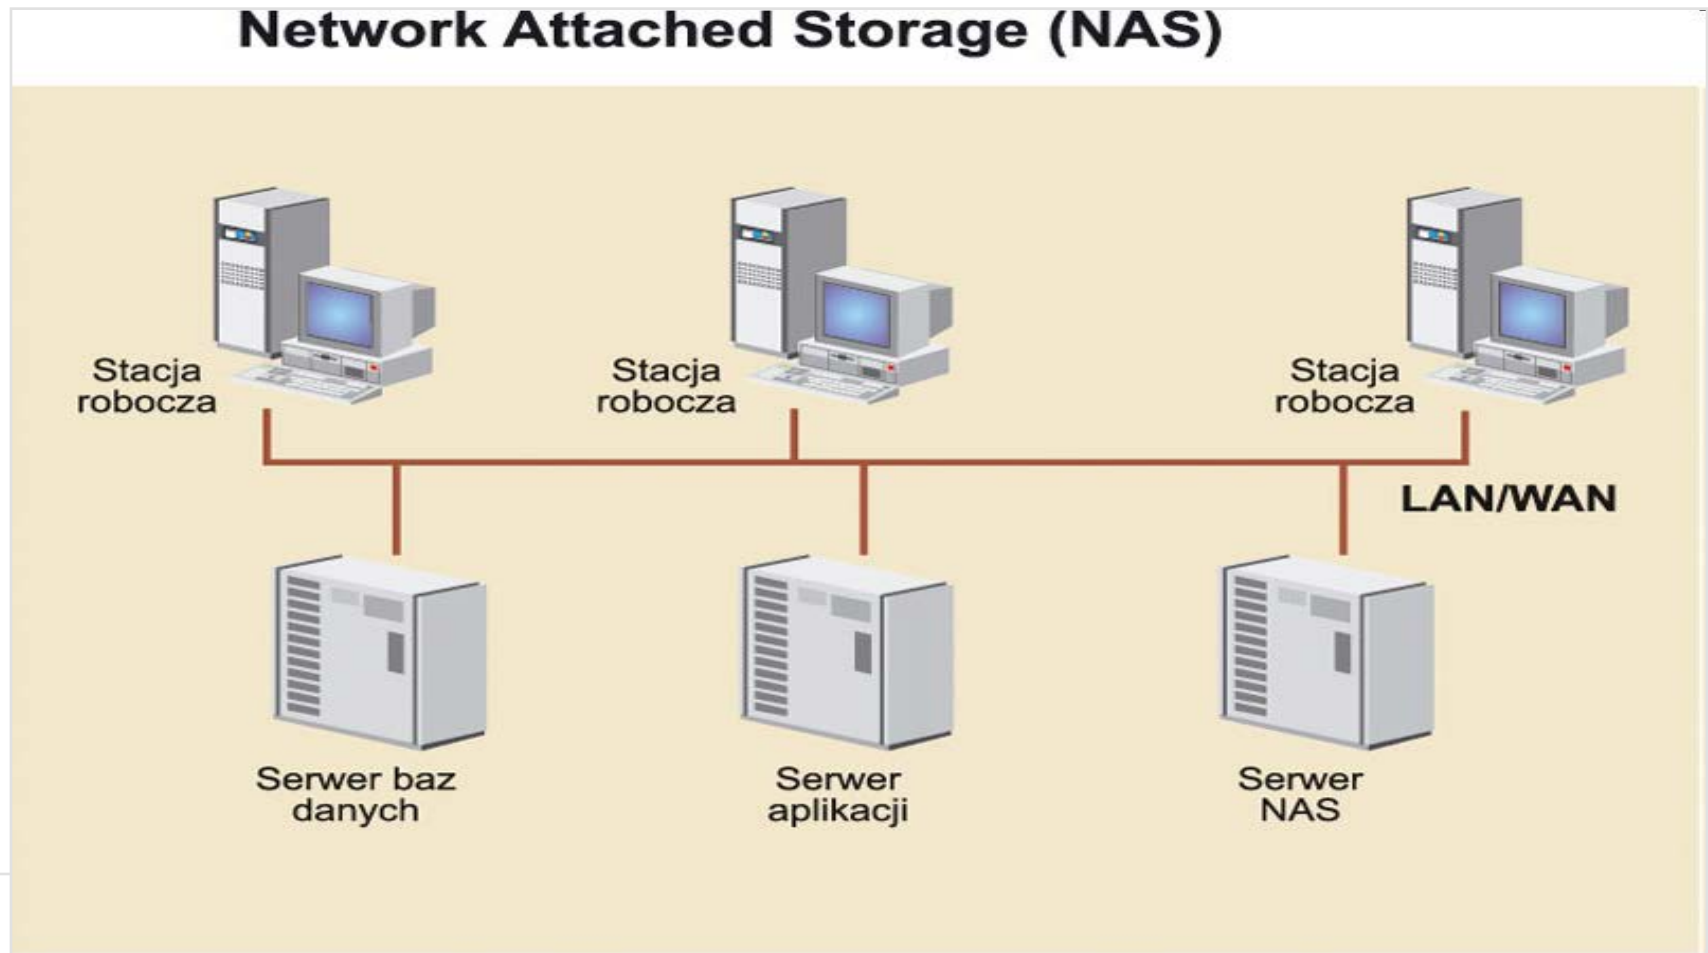 Network Attached Storage (NAS)
Stacja
robocza
Stacja
robocza
Stacja
robocza
LAN/WAN
Serwer baz
danych
Serwer
aplikacji
Serwer
NAS